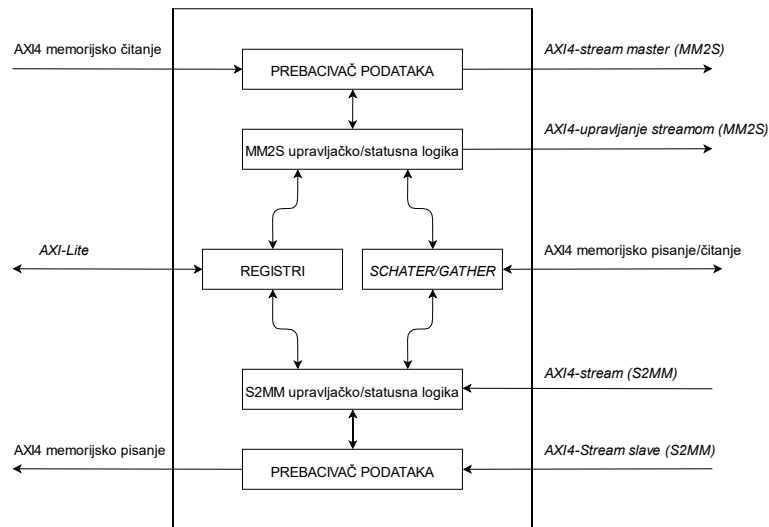 AXI4 memorijsko čitanje
PREBACIVAČ PODATAKA
AXI4-stream master (MM2S)
MM2S upravljačko/statusna logika
AXI4-upravljanje streamom (MM2S)
AXI-Lite
REGISTRI
SCHATER/GATHER
AXI4 memorijsko pisanje/čitanje
S2MM upravljačko/statusna logika
AXI4-stream (S2MM)
AXI4 memorijsko pisanje
PREBACIVAČ PODATAKA
AXI4-Stream slave (S2MM)